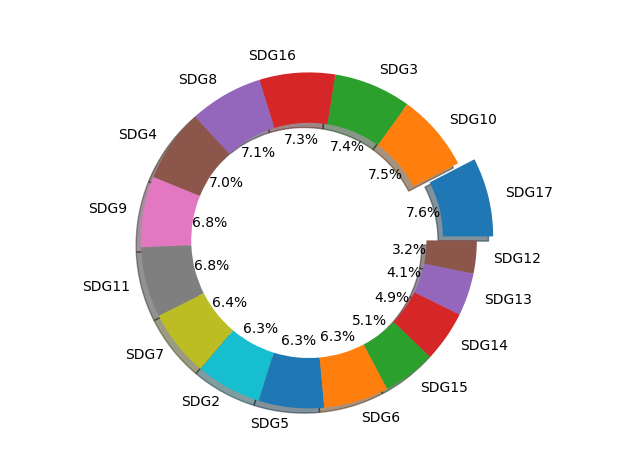 SDG16
SDG3
SDG8
SDG10
SDG4
7.3%
7.4%
7.1%
7.5%
7.0%
SDG17
SDG9
7.6%
6.8%
3.2%
SDG12
6.8%
4.1%
SDG11
4.9%
SDG13
6.4%
5.1%
6.3%
6.3%
6.3%
SDG14
SDG7
SDG15
SDG2
SDG6
SDG5